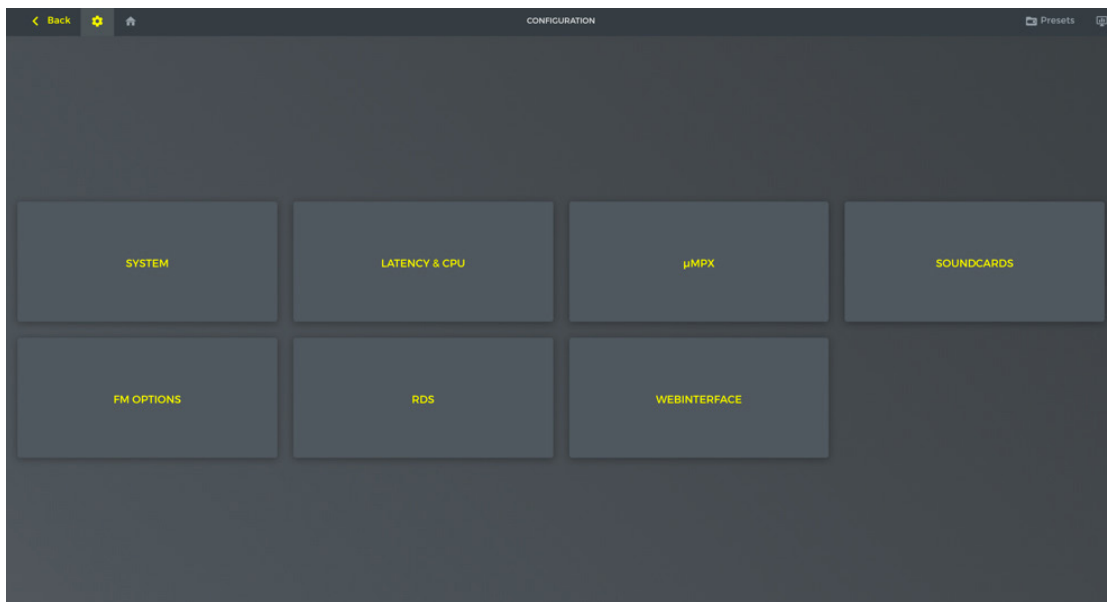 Back
CONFIGURATION
Presets
SYSTEM
LATENCY & CPU
µMPX
SOUNDCARDS
FM OPTIONS
RDS
WEBINTERFACE